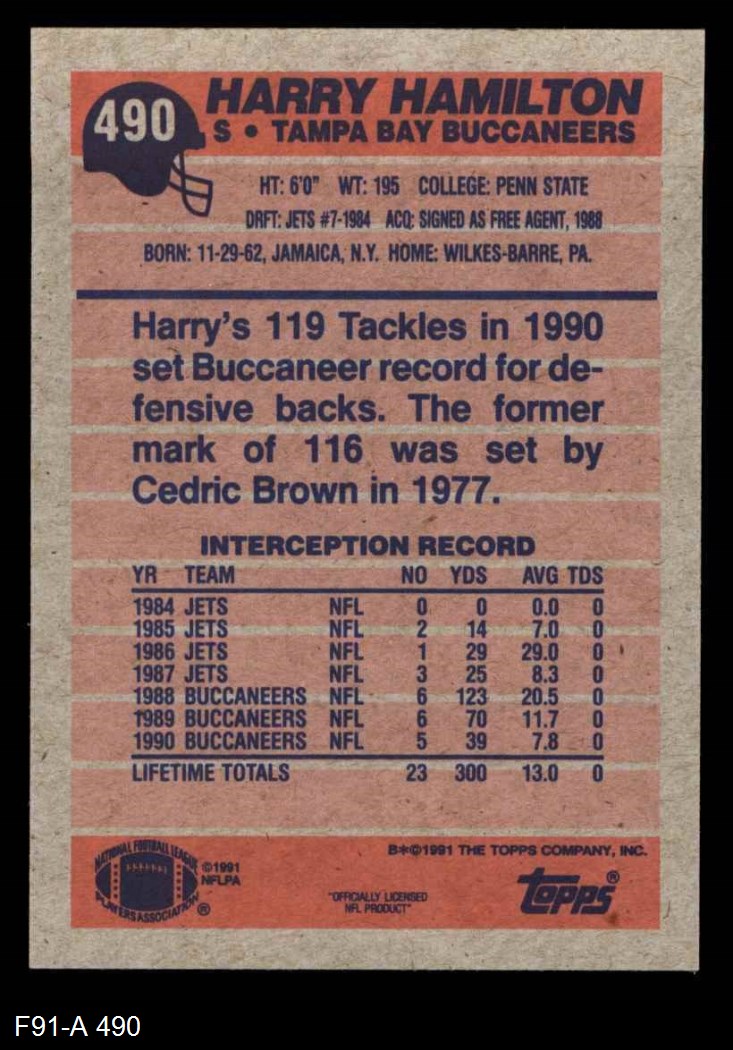 490
HARRY HAMILTON
S • TAMPA BAY BUCCANEERS
HT: 6'0" WT: 195 COLLEGE: PENN STATE
DRFT: JETS #7-1984 ACQ: SIGNED AS FREE AGENT, 1988
BORN: 11-29-62, JAMAICA, N.Y. HOME: WILKES-BARRE, PA.
Harry's 119 Tackles in 1990
set Buccaneer record for de-
fensive backs. The former
mark of 116 was set by
Cedric Brown in 1977.
INTERCEPTION RECORD
YR TEAM NO YDS AVG TDS
1984 JETS NFL 0 0 0.0 0
1985 JETS NFL 2 14 7.0 0
1986 JETS NFL 1 29 29.0 0
1987 JETS NFL 3 25 8.3 0
1988 BUCCANEERS NFL 6 123 20.5 0
1989 BUCCANEERS NFL 6 70 11.7 0
1990 BUCCANEERS NFL 5 39 7.8 0
LIFETIME TOTALS 23 300 13.0 0
NATIONAL FOOTBALL LEAGUE
PLAYERS ASSOCIATION ®
©1991
NFLPA
"OFFICIALLY LICENSED
NFL PRODUCT"
B*©1991 THE TOPPS COMPANY, INC.
topps®
F91-A 490